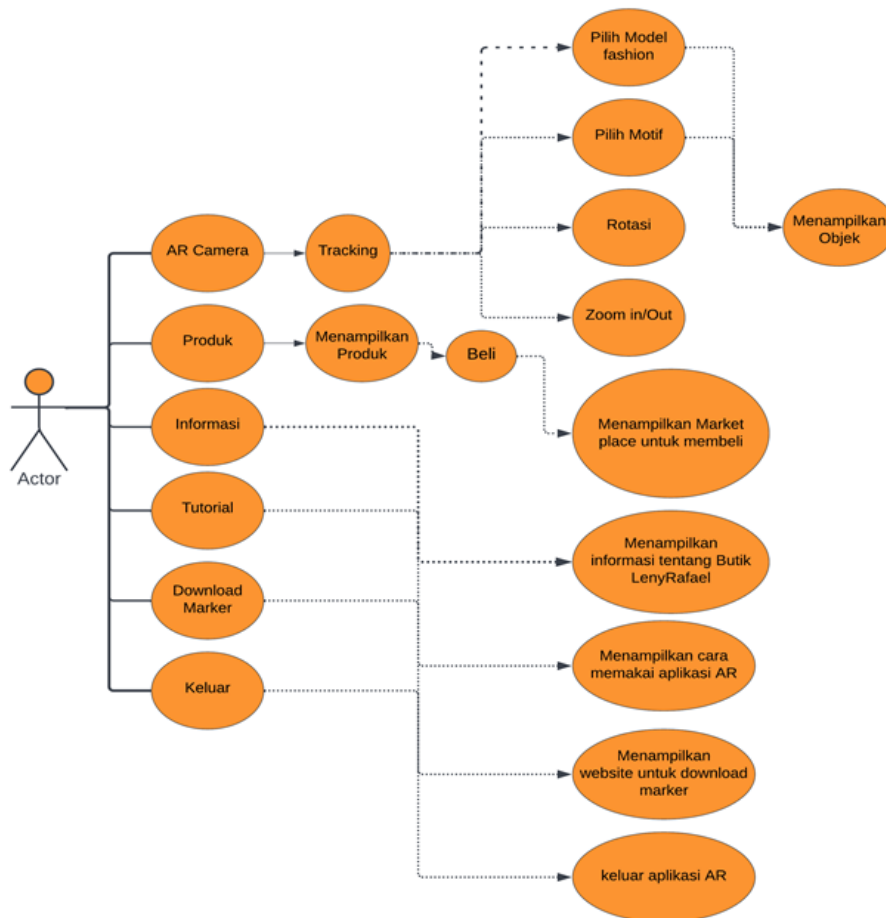 Pilih Model
fashion
Pilih Motif
Rotasi
Menampilkan
Objek
AR Camera
Tracking
Zoom in/Out
Produk
Menampilkan
Produk
Beli
Menampilkan Market
place untuk membeli
Informasi
Actor
Tutorial
Menampilkan
informasi tentang Butik
LenyRafael
Download
Marker
Menampilkan cara
memakai aplikasi AR
Keluar
Menampilkan
website untuk download
marker
keluar aplikasi AR